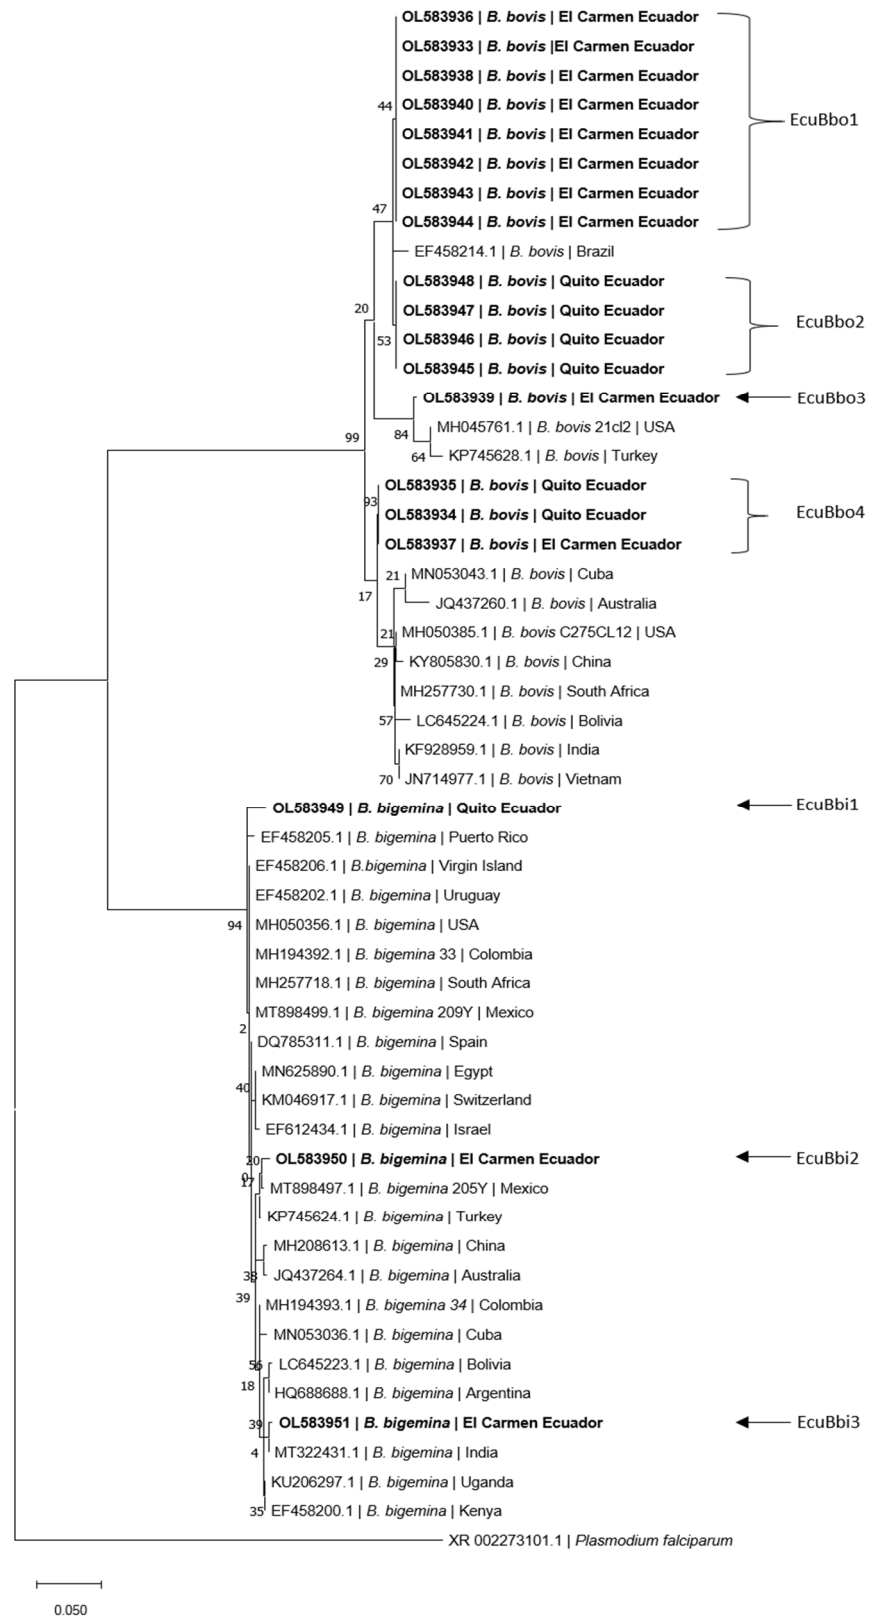 OL583936 | B. bovis | El Carmen Ecuador
OL583933 | B. bovis |El Carmen Ecuador
OL583938 | B. bovis | El Carmen Ecuador
44 OL583940 | B. bovis | El Carmen Ecuador
EcuBbo1
OL583941 | B. bovis | El Carmen Ecuador
OL583942 | B. bovis | El Carmen Ecuador
OL583943 | B. bovis | El Carmen Ecuador
47
OL583944 | B. bovis | El Carmen Ecuador
EF458214.1 | B. bovis | Brazil
OL583948 | B. bovis | Quito Ecuador
20 OL583947 | B. bovis | Quito Ecuador
EcuBbo2
53 OL583946 | B. bovis | Quito Ecuador
OL583945 | B. bovis | Quito Ecuador
OL583939 | B. bovis | El Carmen Ecuador EcuBbo3
99 84 MH045761.1 | B. bovis 21cl2 | USA
64 KP745628.1 | B. bovis | Turkey
OL583935 | B. bovis | Quito Ecuador
93
OL583934 | B. bovis | Quito Ecuador EcuBbo4
OL583937 | B. bovis | El Carmen Ecuador
21 MN053043.1 | B. bovis | Cuba
17 JQ437260.1 | B. bovis | Australia
21 MH050385.1 | B. bovis C275CL12 | USA
29 KY805830.1 | B. bovis | China
MH257730.1 | B. bovis | South Africa
57 LC645224.1 | B. bovis | Bolivia
KF928959.1 | B. bovis | India
70 JN714977.1 | B. bovis | Vietnam
OL583949 | B. bigemina | Quito Ecuador EcuBbi1
EF458205.1 | B. bigemina | Puerto Rico
EF458206.1 | B.bigemina | Virgin Island
EF458202.1 | B. bigemina | Uruguay
94 MH050356.1 | B. bigemina | USA
MH194392.1 | B. bigemina 33 | Colombia
MH257718.1 | B. bigemina | South Africa
MT898499.1 | B. bigemina 209Y | Mexico
2
DQ785311.1 | B. bigemina | Spain
MN625890.1 | B. bigemina | Egypt
40
KM046917.1 | B. bigemina | Switzerland
EF612434.1 | B. bigemina | Israel
20 OL583950 | B. bigemina | El Carmen Ecuador EcuBbi2
0
17 MT898497.1 | B. bigemina 205Y | Mexico
KP745624.1 | B. bigemina | Turkey
MH208613.1 | B. bigemina | China
JQ437264.1 | B. bigemina | Australia
39
MH194393.1 | B. bigemina 34 | Colombia
MN053036.1 | B. bigemina | Cuba
LC645223.1 | B. bigemina | Bolivia
18 HQ688688.1 | B. bigemina | Argentina
39 OL583951 | B. bigemina | El Carmen Ecuador EcuBbi3
4 MT322431.1 | B. bigemina | India
KU206297.1 | B. bigemina | Uganda
35 EF458200.1 | B. bigemina | Kenya
XR 002273101.1 | Plasmodium falciparum
0.050